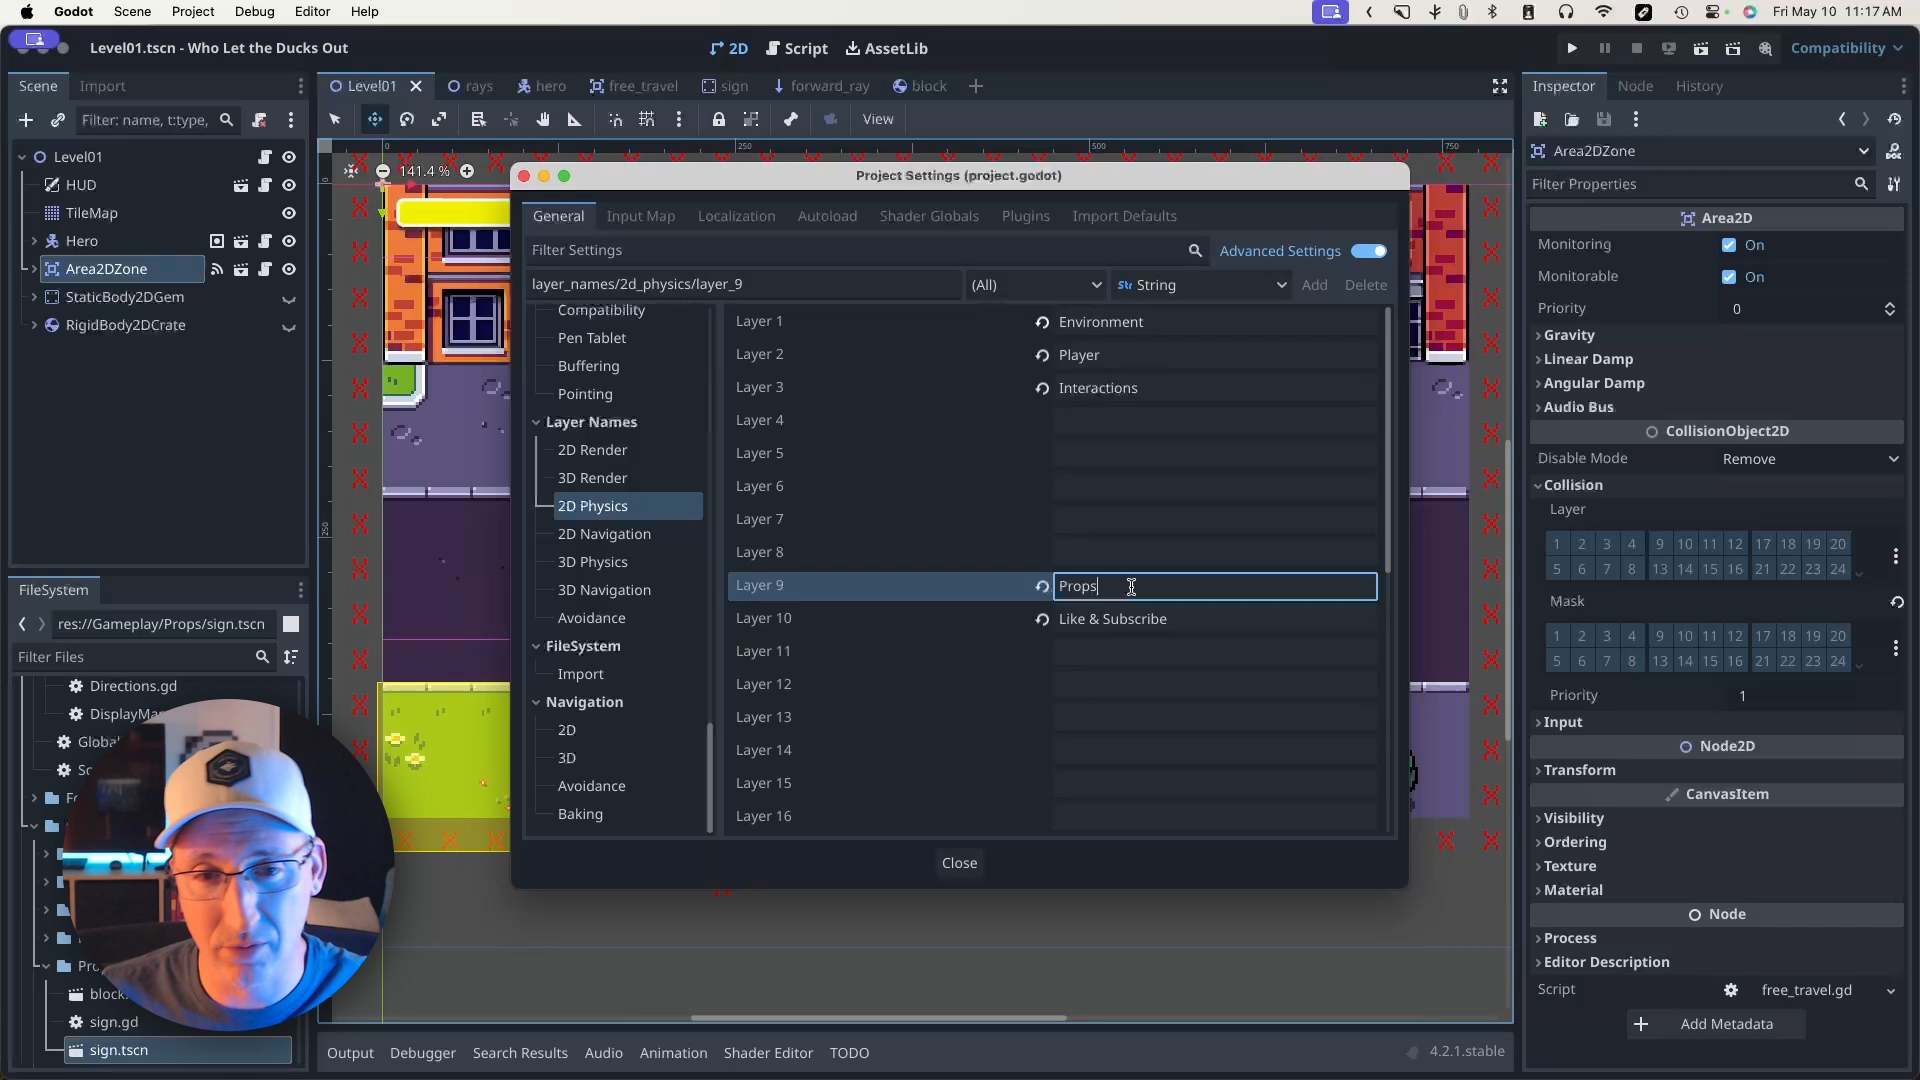 Godot Scene Project Debug Editor Help
Fri May 10 11:17 AM
Level01.tscn - Who Let the Ducks Out
2D Script AssetLib
Compatibility
Scene Import
Filter: name, t:type,
Level01
HUD
TileMap
Hero
Area2DZone
StaticBody2DGem
RigidBody2DCrate
FileSystem
res://Gameplay/Props/sign.tscn
Filter Files
Directions.gd
block.
sign.gd
sign.tscn
Level01 rays hero free_travel sign forward_ray block
View
0 250 500 750
250
141.4 %
Project Settings (project.godot)
General Input Map Localization Autoload Shader Globals Plugins Import Defaults
Filter Settings
Advanced Settings
layer_names/2d_physics/layer_9 (All) Str String Add Delete
Compatibility
Pen Tablet
Buffering
Pointing
Layer Names
2D Render
3D Render
2D Physics
2D Navigation
3D Physics
3D Navigation
Avoidance
FileSystem
Import
Navigation
2D
3D
Avoidance
Baking
Layer 1 Environment
Layer 2 Player
Layer 3 Interactions
Layer 4
Layer 5
Layer 6
Layer 7
Layer 8
Layer 9 Props
Layer 10 Like & Subscribe
Layer 11
Layer 12
Layer 13
Layer 14
Layer 15
Layer 16
Close
Output Debugger Search Results Audio Animation Shader Editor TODO
4.2.1.stable
Inspector Node History
Area2DZone
Filter Properties
Area2D
Monitoring On
Monitorable On
Priority 0
Gravity
Linear Damp
Angular Damp
Audio Bus
CollisionObject2D
Disable Mode Remove
Collision
Layer
1 2 3 4 9 10 11 12 17 18 19 20
5 6 7 8 13 14 15 16 21 22 23 24
Mask
1 2 3 4 9 10 11 12 17 18 19 20
5 6 7 8 13 14 15 16 21 22 23 24
Priority 1
Input
Node2D
Transform
CanvasItem
Visibility
Ordering
Texture
Material
Node
Process
Editor Description
Script free_travel.gd
Add Metadata